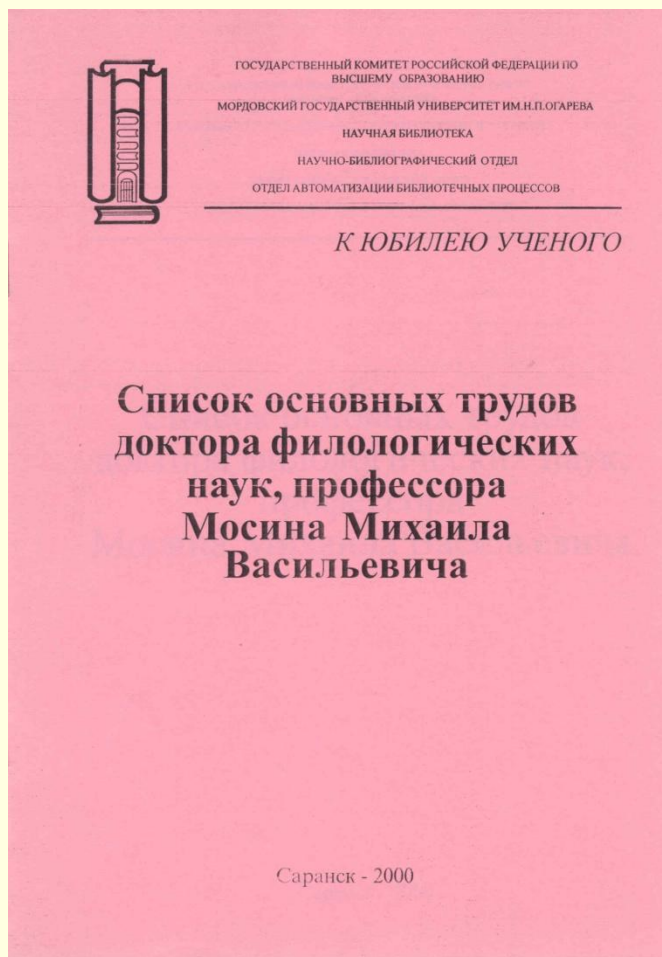 ГОСУДАРСТВЕННЫЙ КОМИТЕТ РОССИЙСКОЙ ФЕДЕРАЦИИ ПО
ВЫСШЕМУ ОБРАЗОВАНИЮ
МОРДОВСКИЙ ГОСУДАРСТВЕННЫЙ УНИВЕРСИТЕТ ИМ.Н.П.ОГАРЕВА
НАУЧНАЯ БИБЛИОТЕКА
НАУЧНО-БИБЛИОГРАФИЧЕСКИЙ ОТДЕЛ
ОТДЕЛ АВТОМАТИЗАЦИИ БИБЛИОТЕЧНЫХ ПРОЦЕССОВ
К ЮБИЛЕЮ УЧЕНОГО
Список основных трудов
доктора филологических
наук, профессора
Мосина Михаила
Васильевича
Саранск - 2000